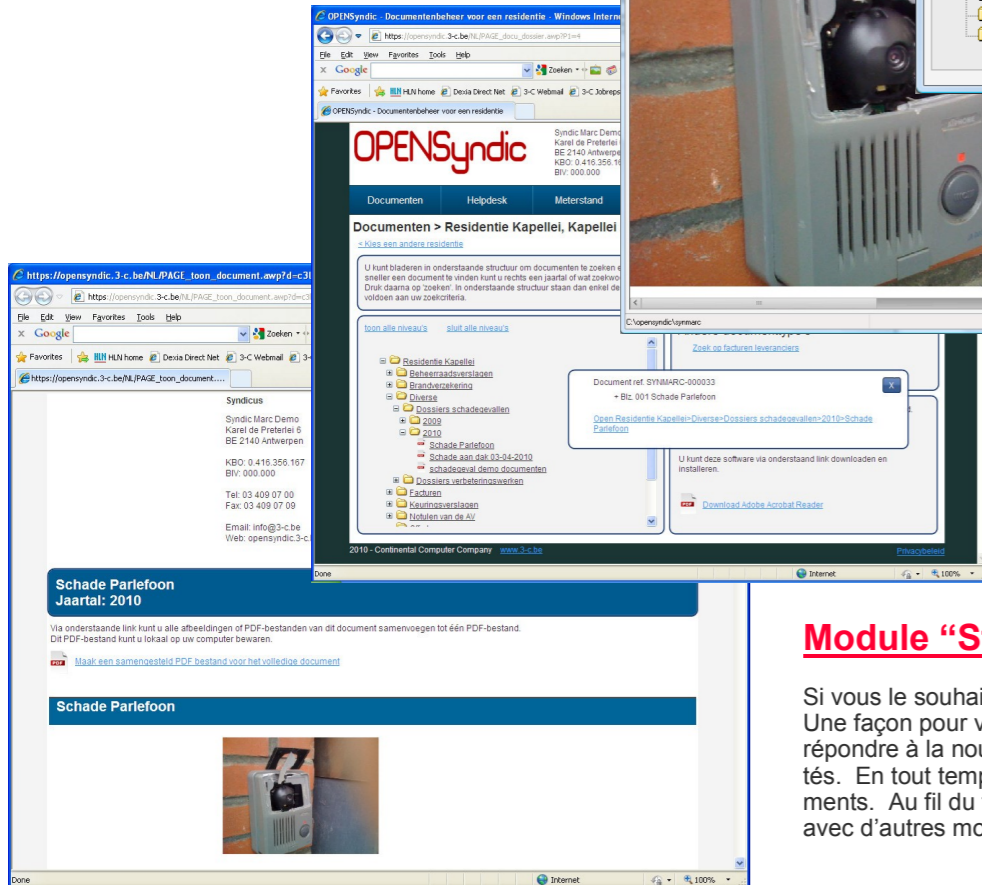 OPENSyndic - Documentenbeheer voor een residentie - Windows Intern
https://opensyndic.3-c.be/NL/PAGE_docu_dossier.awp?P1=4
File Edit View Favorites Tools Help
x Google Zoeken
Favorites HLN home Dexia Direct Net 3-C Webmail 3-C Jobreps
OPENSyndic - Documentenbeheer voor een residentie
OPENSyndic
Syndic Marc Demo
Karel de Preterlei
BE 2140 Antwerpe
KBO: 0.416.356.16
BIV: 000.000
Documenten Helpdesk Meterstand
Documenten > Residentie Kapellei, Kapellei
< Kies een andere residentie
U kunt bladeren in onderstaande structuur om documenten te zoeken e
sneller een document te vinden kunt u rechts een jaartal of wat zoekwo
Druk daarna op 'zoeken'. In onderstaande structuur staan dan enkel de
voldoen aan uw zoekcriteria.
toon alle niveau's sluit alle niveau's
Residentie Kapellei
Beheerraadsverslagen
Brandverzekering
Diverse
Dossiers schadegevallen
2009
2010
Schade Parlefoon
Schade aan dak 03-04-2010
schadegeval demo documenten
Dossiers verbeteringswerken
Facturen
Keuringsverslagen
Notulen van de AV
C:\opensyndic\synmarc
Zoek op facturen leveranciers
Document ref. SYNMARC-000033
+ Blz. 001 Schade Parlefoon
x
Open Residentie Kapellei>Diverse>Dossiers schadegevallen>2010>Schade
Parlefoon
U kunt deze software via onderstaand link downloaden en
installeren.
Download Adobe Acrobat Reader
2010 - Continental Computer Company www.3-c.be Privacybeleid
Done Internet 100%
https://opensyndic.3-c.be/NL/PAGE_toon_document.awp?d=c3l
https://opensyndic.3-c.be/NL/PAGE_toon_document.awp?d=c3l
File Edit View Favorites Tools Help
x Google Zoeken
Favorites HLN home Dexia Direct Net 3-C Webmail 3-
https://opensyndic.3-c.be/NL/PAGE_toon_document....
Syndicus
Syndic Marc Demo
Karel de Preterlei 6
BE 2140 Antwerpen
KBO: 0.416.356.167
BIV: 000.000
Tel: 03 409 07 00
Fax: 03 409 07 09
Email: info@3-c.be
Web: opensyndic.3-c.
Schade Parlefoon
Jaartal: 2010
Via onderstaande link kunt u alle afbeeldingen of PDF-bestanden van dit document samenvoegen tot één PDF-bestand.
Dit PDF-bestand kunt u lokaal op uw computer bewaren.
Maak een samengesteld PDF bestand voor het volledige document
Schade Parlefoon
Done Internet 100%
Module “S
Si vous le souhai
Une façon pour v
répondre à la nou
tés. En tout temp
ments. Au fil du
avec d’autres mo